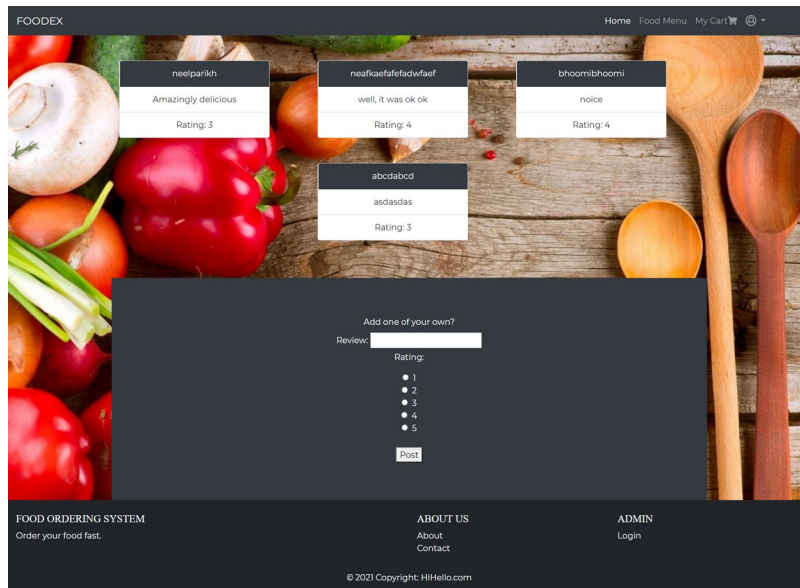 FOODEX
Home Food Menu My Cart
neelparikh
Amazingly delicious
Rating: 3
neafkaefafefadwfaef
well, it was ok ok
Rating: 4
bhoomibhoomi
noice
Rating: 4
abcdabcd
asdasdas
Rating: 3
Add one of your own?
Review:
Rating:
1
2
3
4
5
Post
FOOD ORDERING SYSTEM
Order your food fast.
ABOUT US
About
Contact
ADMIN
Login
© 2021 Copyright: HiHello.com